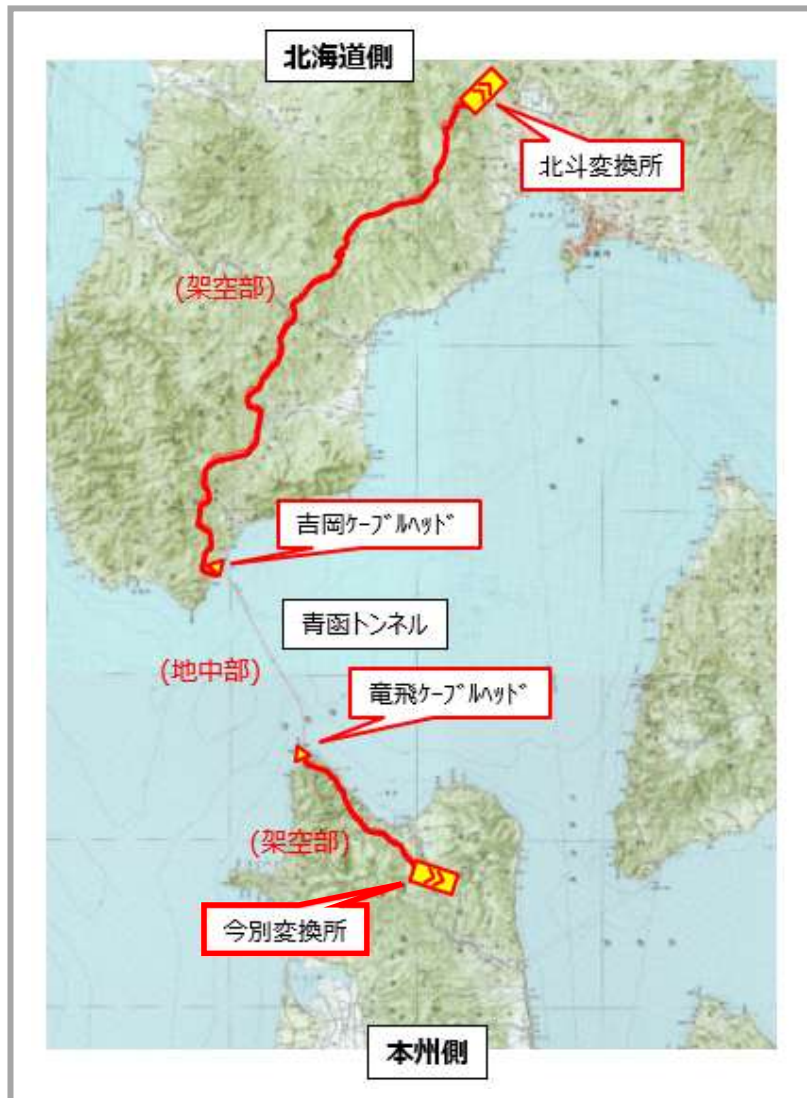 北海道側
北斗変換所
(架空部)
吉岡ｹｰﾌﾞﾙﾍｯﾄﾞ
青函トンネル
(地中部)
竜飛ｹｰﾌﾞﾙﾍｯﾄﾞ
(架空部)
今別変換所
本州側